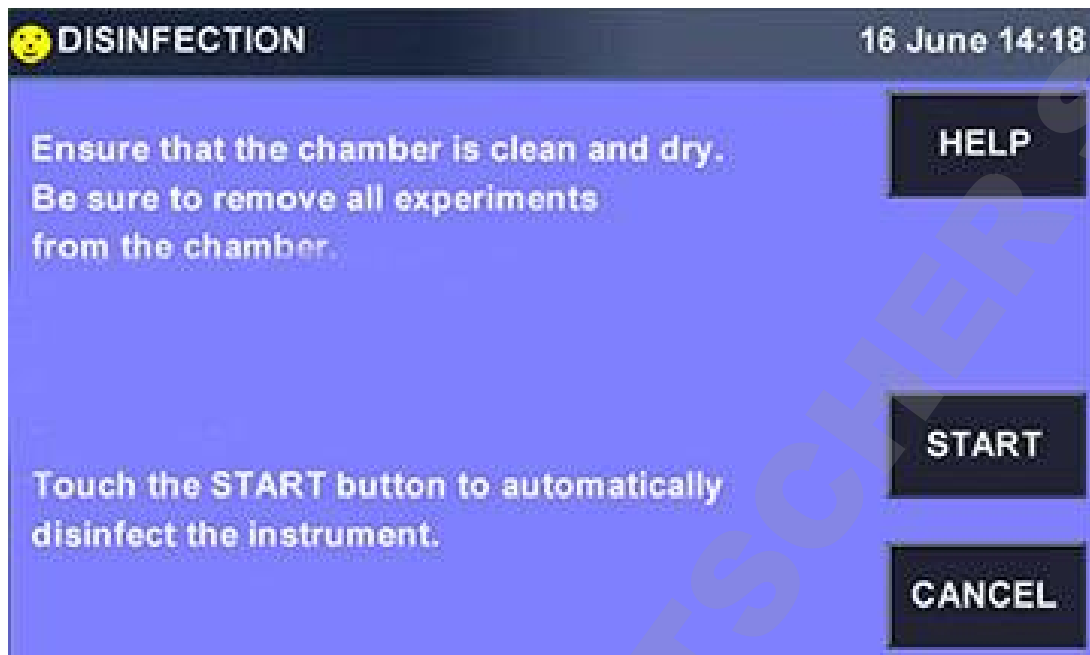 DISINFECTION
16 June 14:18
Ensure that the chamber is clean and dry.
Be sure to remove all experiments
from the chamber.
HELP
START
Touch the START button to automatically
disinfect the instrument.
CANCEL